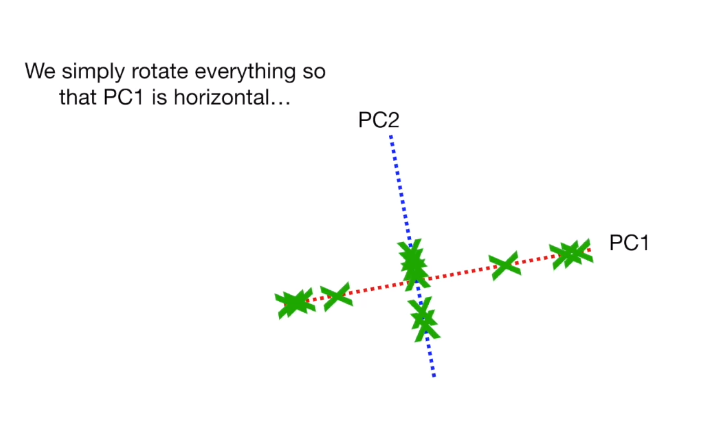 We simply rotate everything so
that PC1 is horizontal…
PC2
PC1